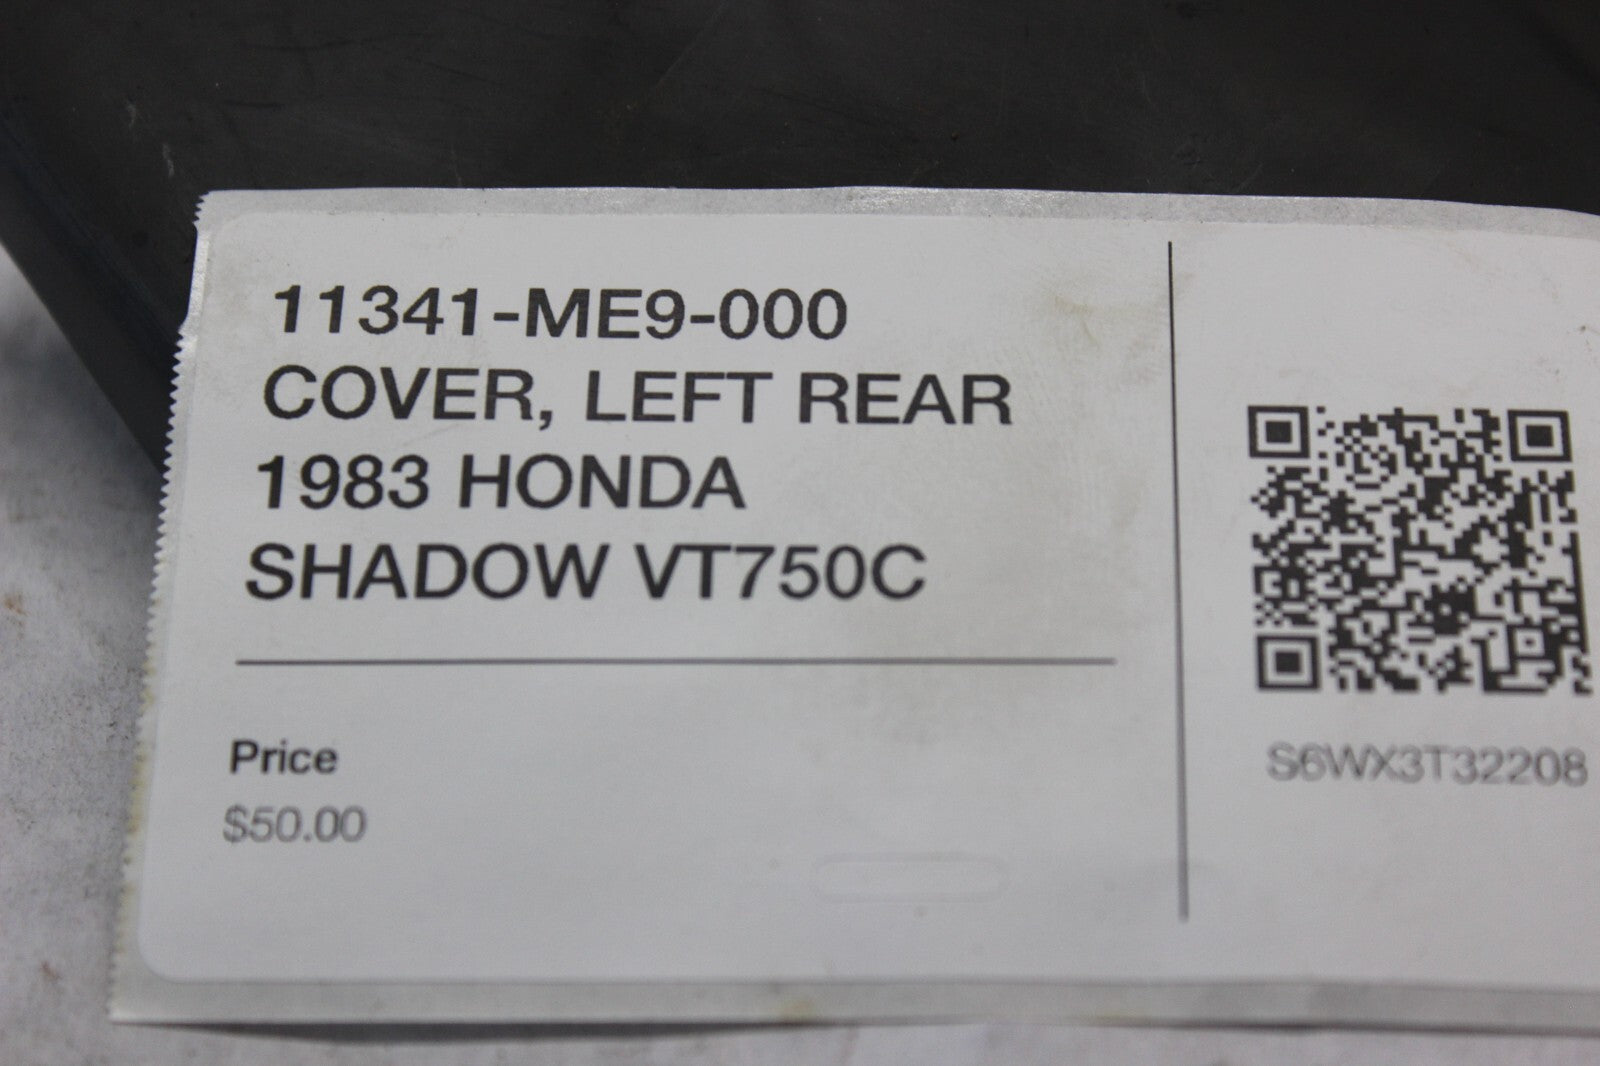 11341-ME9-000
COVER, LEFT REAR
1983 HONDA
SHADOW VT750C
Price
$50.00
S6WX3T32208